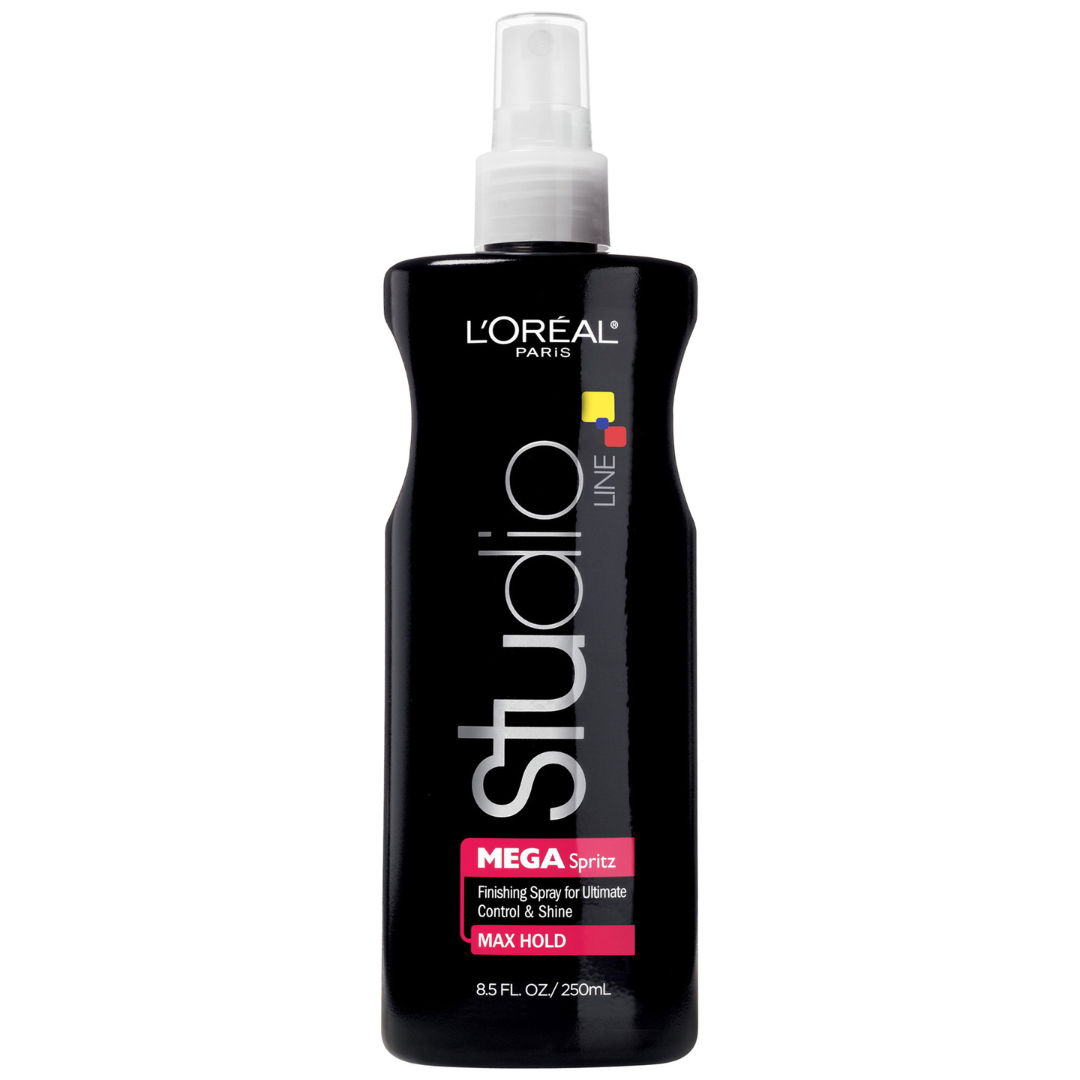 L'ORÉAL®
PARiS
Studio
LINE
MEGA Spritz
Finishing Spray for Ultimate
Control & Shine
MAX HOLD
8.5 FL. OZ./ 250mL